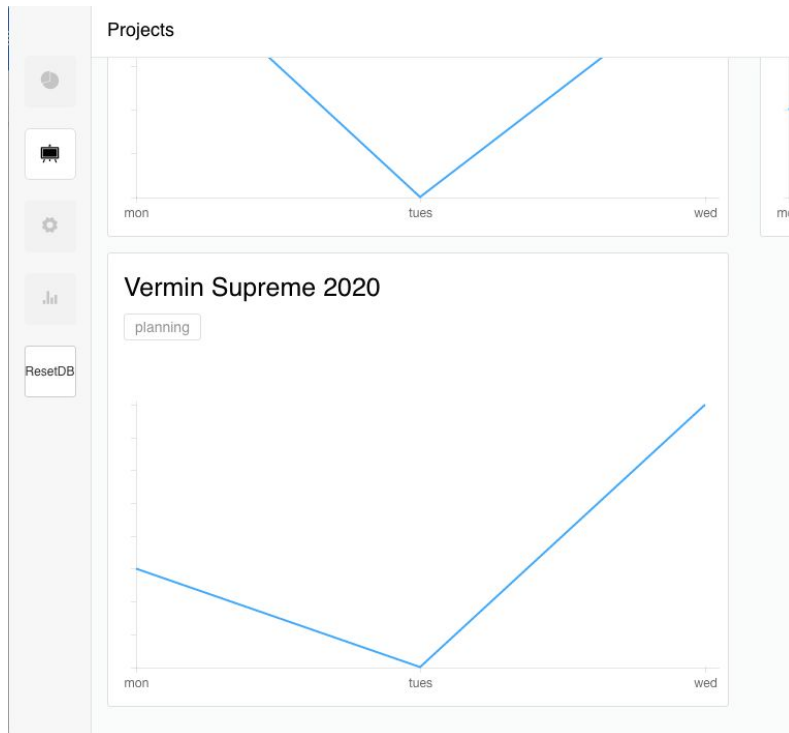 Projects
mon tues wed
Vermin Supreme 2020
planning
ResetDB
mon tues wed